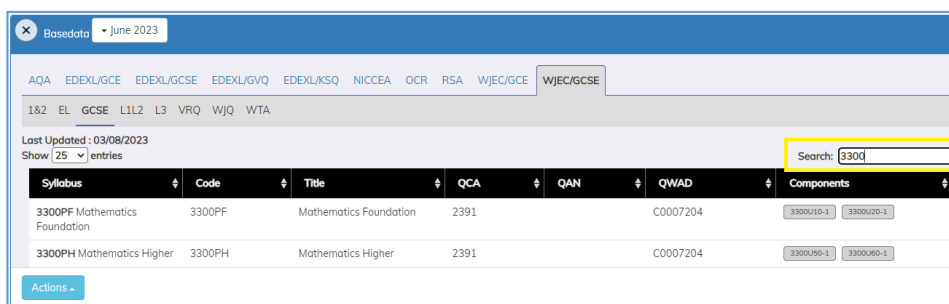 Basedata June 2023
AQA EDEXL/GCE EDEXL/GCSE EDEXL/GVQ EDEXL/KSQ NICCEA OCR RSA WJEC/GCE WJEC/GCSE
1&2 EL GCSE L1L2 L3 VRQ WJQ WTA
Last Updated : 03/08/2023
Show 25 entries
Search: 3300
Syllabus Code Title QCA QAN QWAD Components
3300PF Mathematics Foundation 3300PF Mathematics Foundation 2391 C0007204 3300U10-1 3300U20-1
3300PH Mathematics Higher 3300PH Mathematics Higher 2391 C0007204 3300U50-1 3300U60-1
Actions